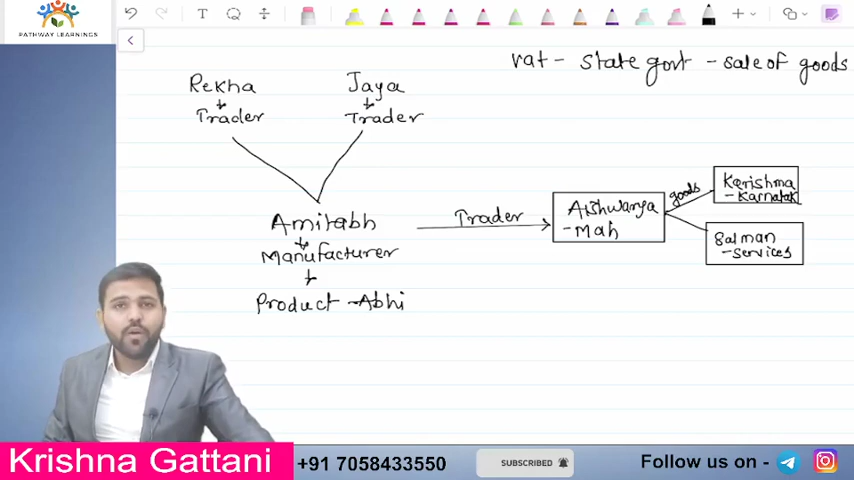 PATHWAY LEARNINGS
vat - state govt - sale of goods
Rekha
Trader
Jaya
Trader
Amitabh
Manufacturer
Product - Abhi
Trader
Aishwarya
- Mah
goods
Karishma
- Karnatak
Salman
- services
Krishna Gattani
+91 7058433550
SUBSCRIBED
Follow us on -